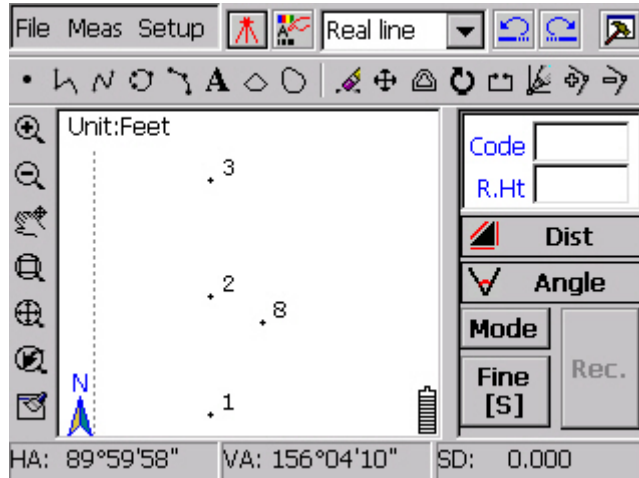 File Meas Setup Real line
A
Unit:Feet
Code
3
R.Ht
Dist
2
Angle
8
Mode
Rec.
Fine
[S]
N
1
HA: 89°59'58" VA: 156°04'10" SD: 0.000